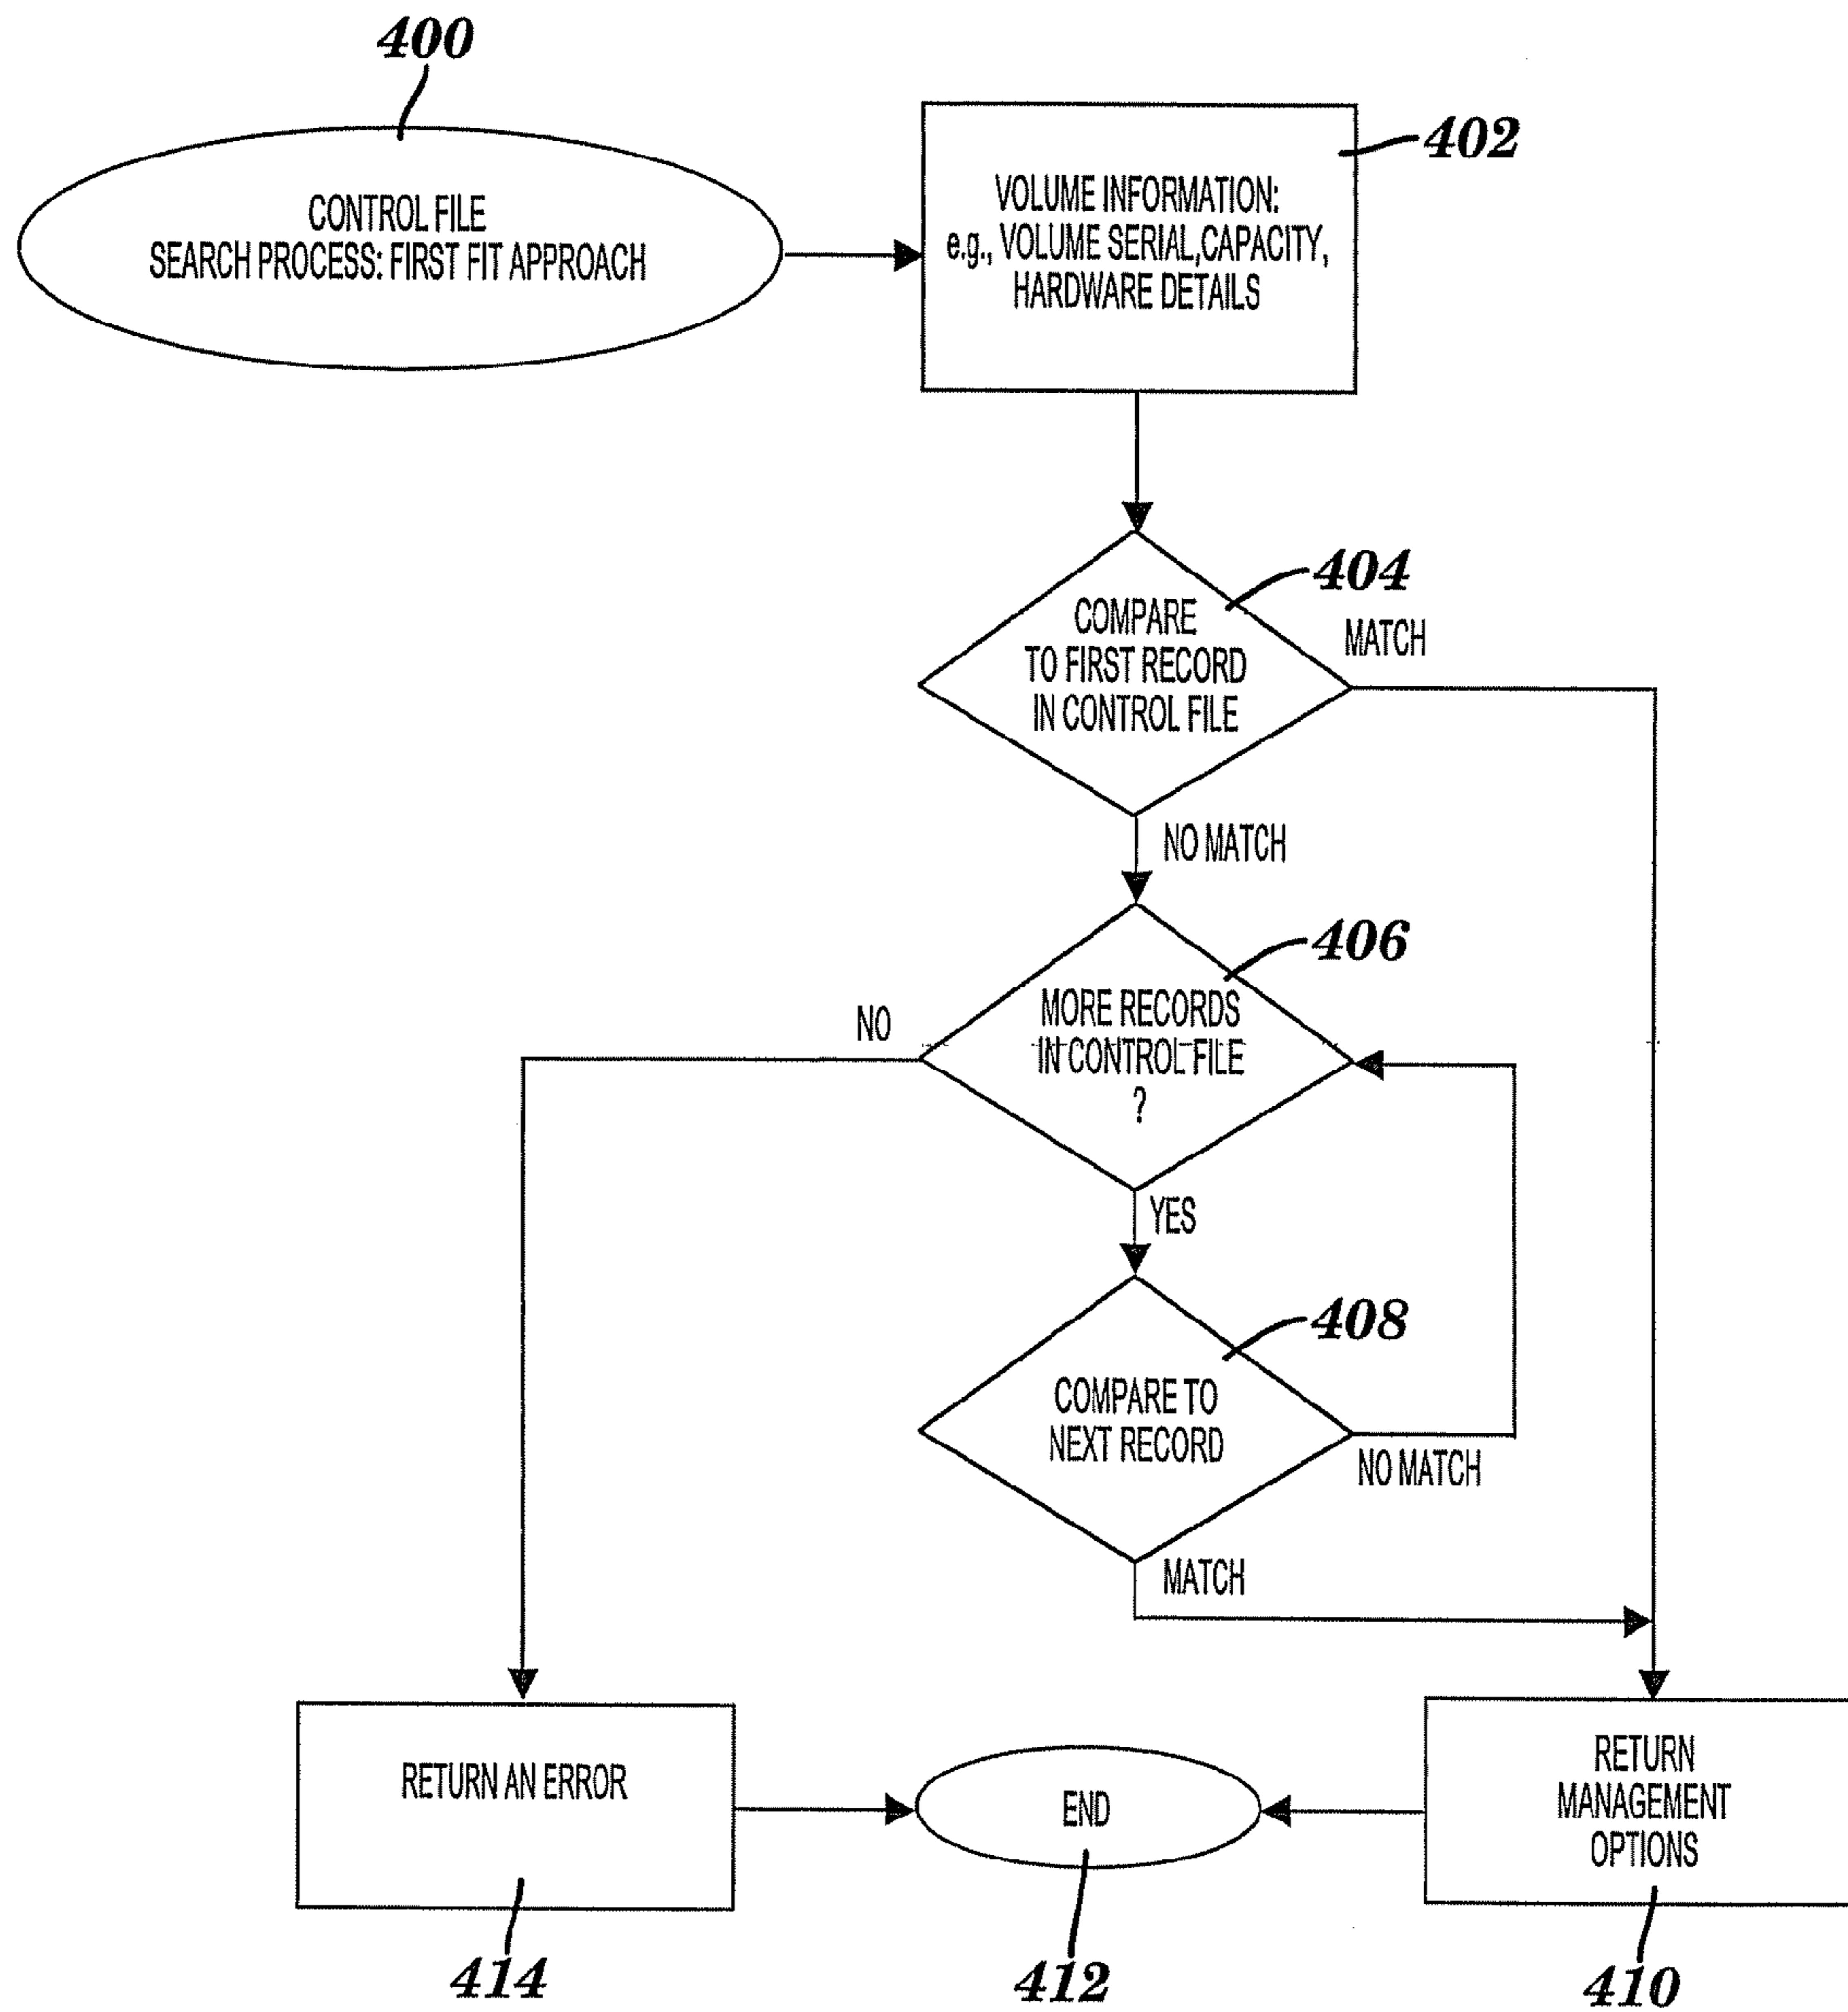 400
CONTROL FILE
SEARCH PROCESS: FIRST FIT APPROACH
402
VOLUME INFORMATION:
e.g., VOLUME SERIAL,CAPACITY,
HARDWARE DETAILS
404
COMPARE
TO FIRST RECORD
IN CONTROL FILE
MATCH
NO MATCH
406
MORE RECORDS
IN CONTROL FILE
?
NO
YES
408
COMPARE TO
NEXT RECORD
NO MATCH
MATCH
RETURN AN ERROR
END
RETURN
MANAGEMENT
OPTIONS
414
412
410